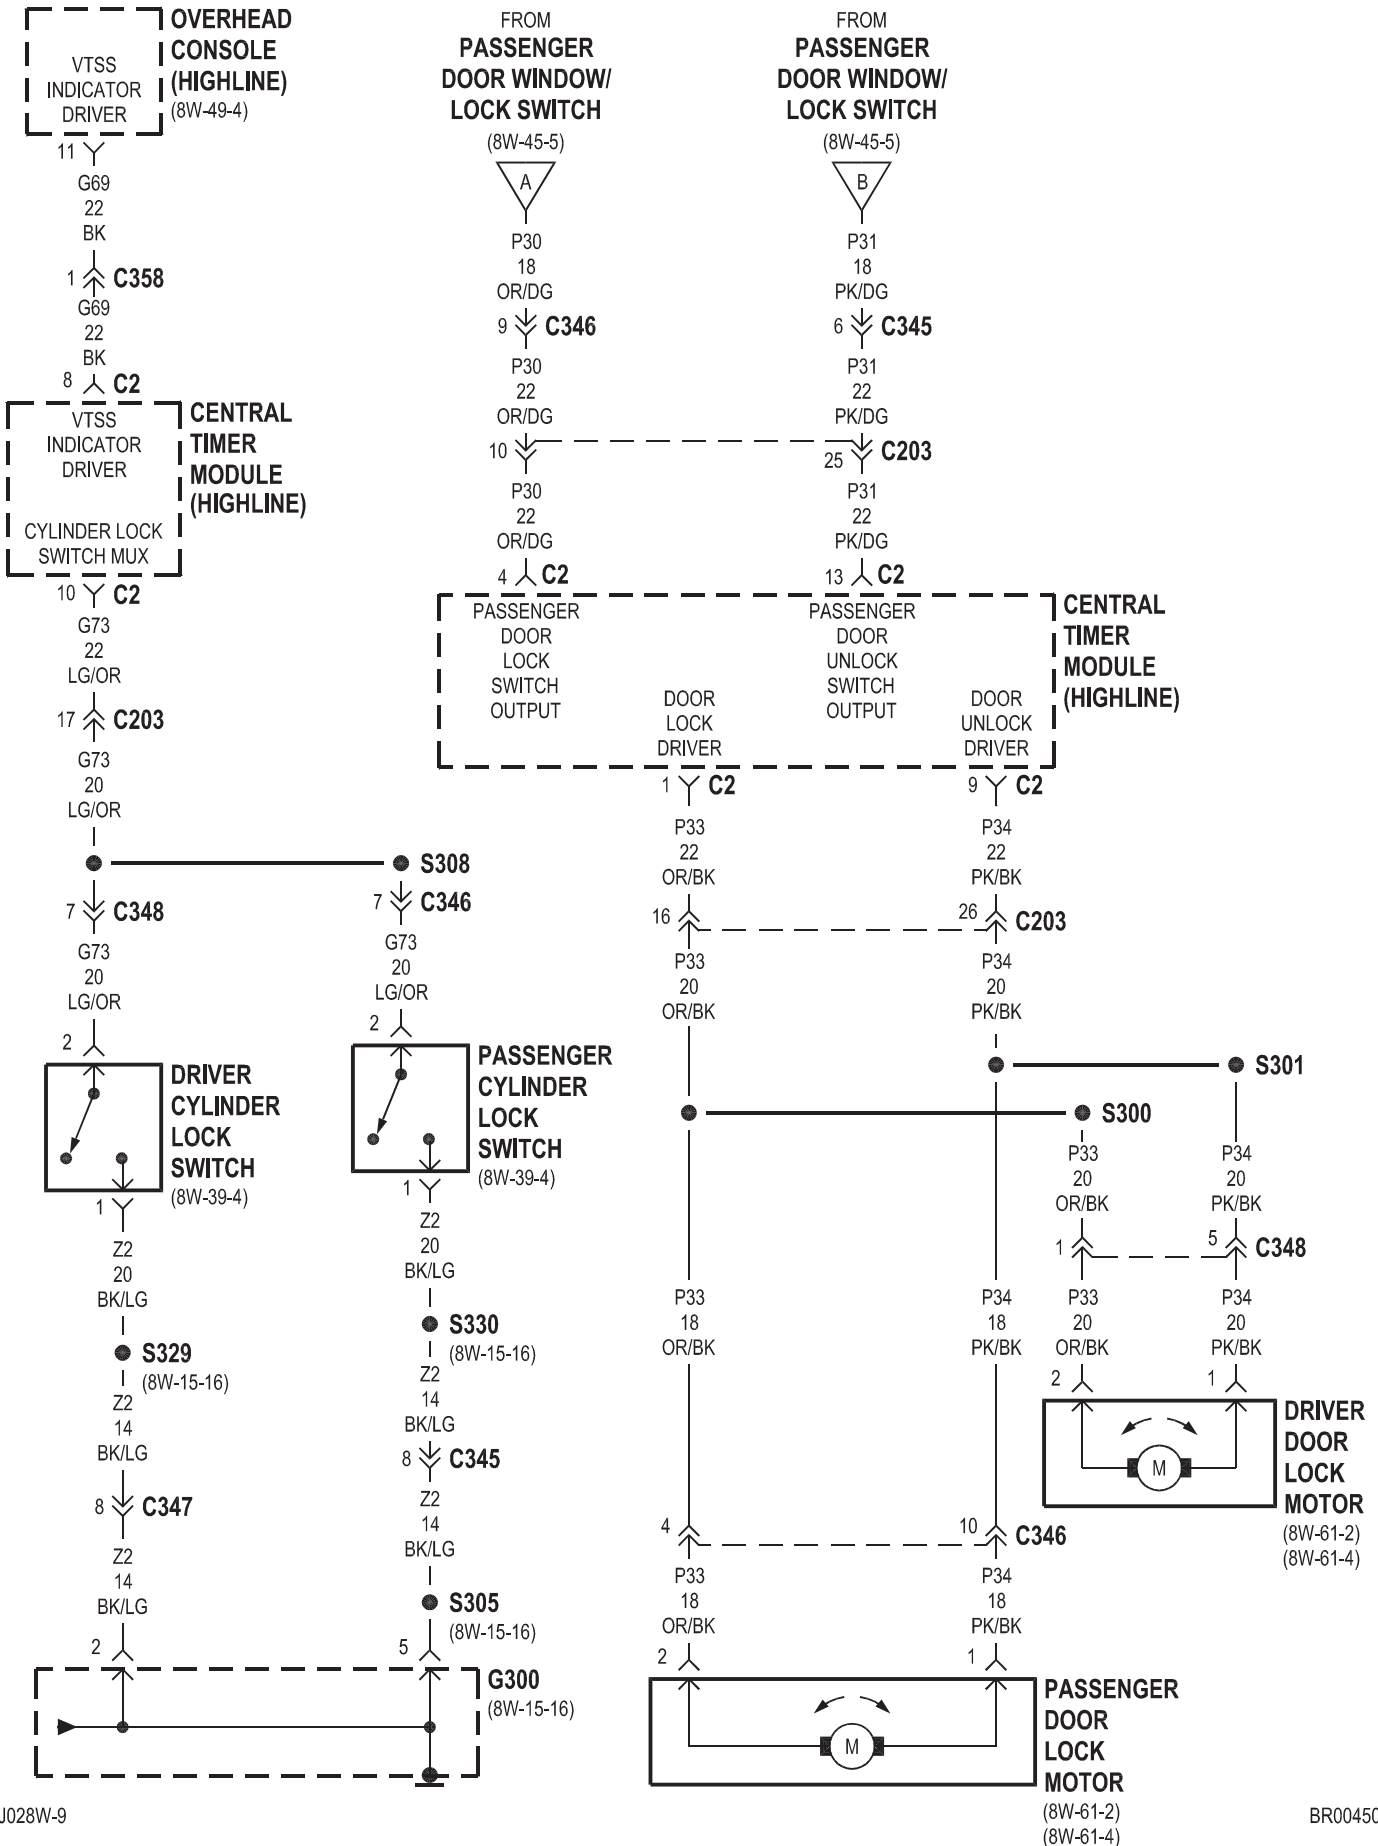 OVERHEAD
CONSOLE
(HIGHLINE)
(8W-49-4)
VTSS
INDICATOR
DRIVER
11
G69
22
BK
1
C358
G69
22
BK
8
C2
VTSS
INDICATOR
DRIVER
CYLINDER LOCK
SWITCH MUX
CENTRAL
TIMER
MODULE
(HIGHLINE)
10
C2
G73
22
LG/OR
17
C203
G73
20
LG/OR
S308
7
C348
G73
20
LG/OR
2
DRIVER
CYLINDER
LOCK
SWITCH
(8W-39-4)
1
Z2
20
BK/LG
S329
(8W-15-16)
Z2
14
BK/LG
8
C347
Z2
14
BK/LG
2
7
C346
G73
20
LG/OR
2
PASSENGER
CYLINDER
LOCK
SWITCH
(8W-39-4)
1
Z2
20
BK/LG
S330
(8W-15-16)
Z2
14
BK/LG
8
C345
Z2
14
BK/LG
S305
(8W-15-16)
5
G300
(8W-15-16)
FROM
PASSENGER
DOOR WINDOW/
LOCK SWITCH
(8W-45-5)
A
P30
18
OR/DG
9
C346
P30
22
OR/DG
10
P30
22
OR/DG
4
C2
FROM
PASSENGER
DOOR WINDOW/
LOCK SWITCH
(8W-45-5)
B
P31
18
PK/DG
6
C345
P31
22
PK/DG
25
C203
P31
22
PK/DG
13
C2
PASSENGER
DOOR
LOCK
SWITCH
OUTPUT
DOOR
LOCK
DRIVER
PASSENGER
DOOR
UNLOCK
SWITCH
OUTPUT
DOOR
UNLOCK
DRIVER
CENTRAL
TIMER
MODULE
(HIGHLINE)
1
C2
P33
22
OR/BK
16
P33
20
OR/BK
9
C2
P34
22
PK/BK
26
C203
P34
20
PK/BK
S301
S300
P33
20
OR/BK
P34
20
PK/BK
1
5
C348
P33
18
OR/BK
P34
18
PK/BK
P33
20
OR/BK
P34
20
PK/BK
2
1
M
DRIVER
DOOR
LOCK
MOTOR
(8W-61-2)
(8W-61-4)
4
10
C346
P33
18
OR/BK
P34
18
PK/BK
2
1
M
PASSENGER
DOOR
LOCK
MOTOR
(8W-61-2)
(8W-61-4)
J028W-9
BR00450